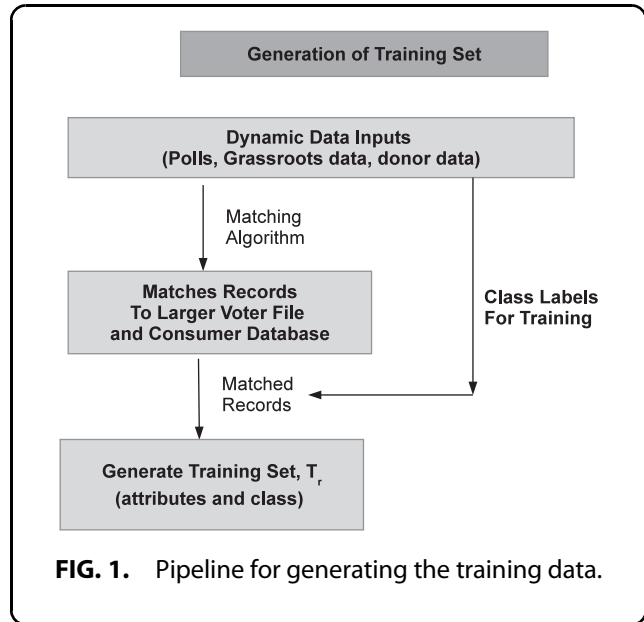 Generation of Training Set
Dynamic Data Inputs
(Polls, Grassroots data, donor data)
Matching
Algorithm
Matches Records
To Larger Voter File
and Consumer Database
Class Labels
For Training
Matched
Records
Generate Training Set, Tr
(attributes and class)
FIG. 1. Pipeline for generating the training data.